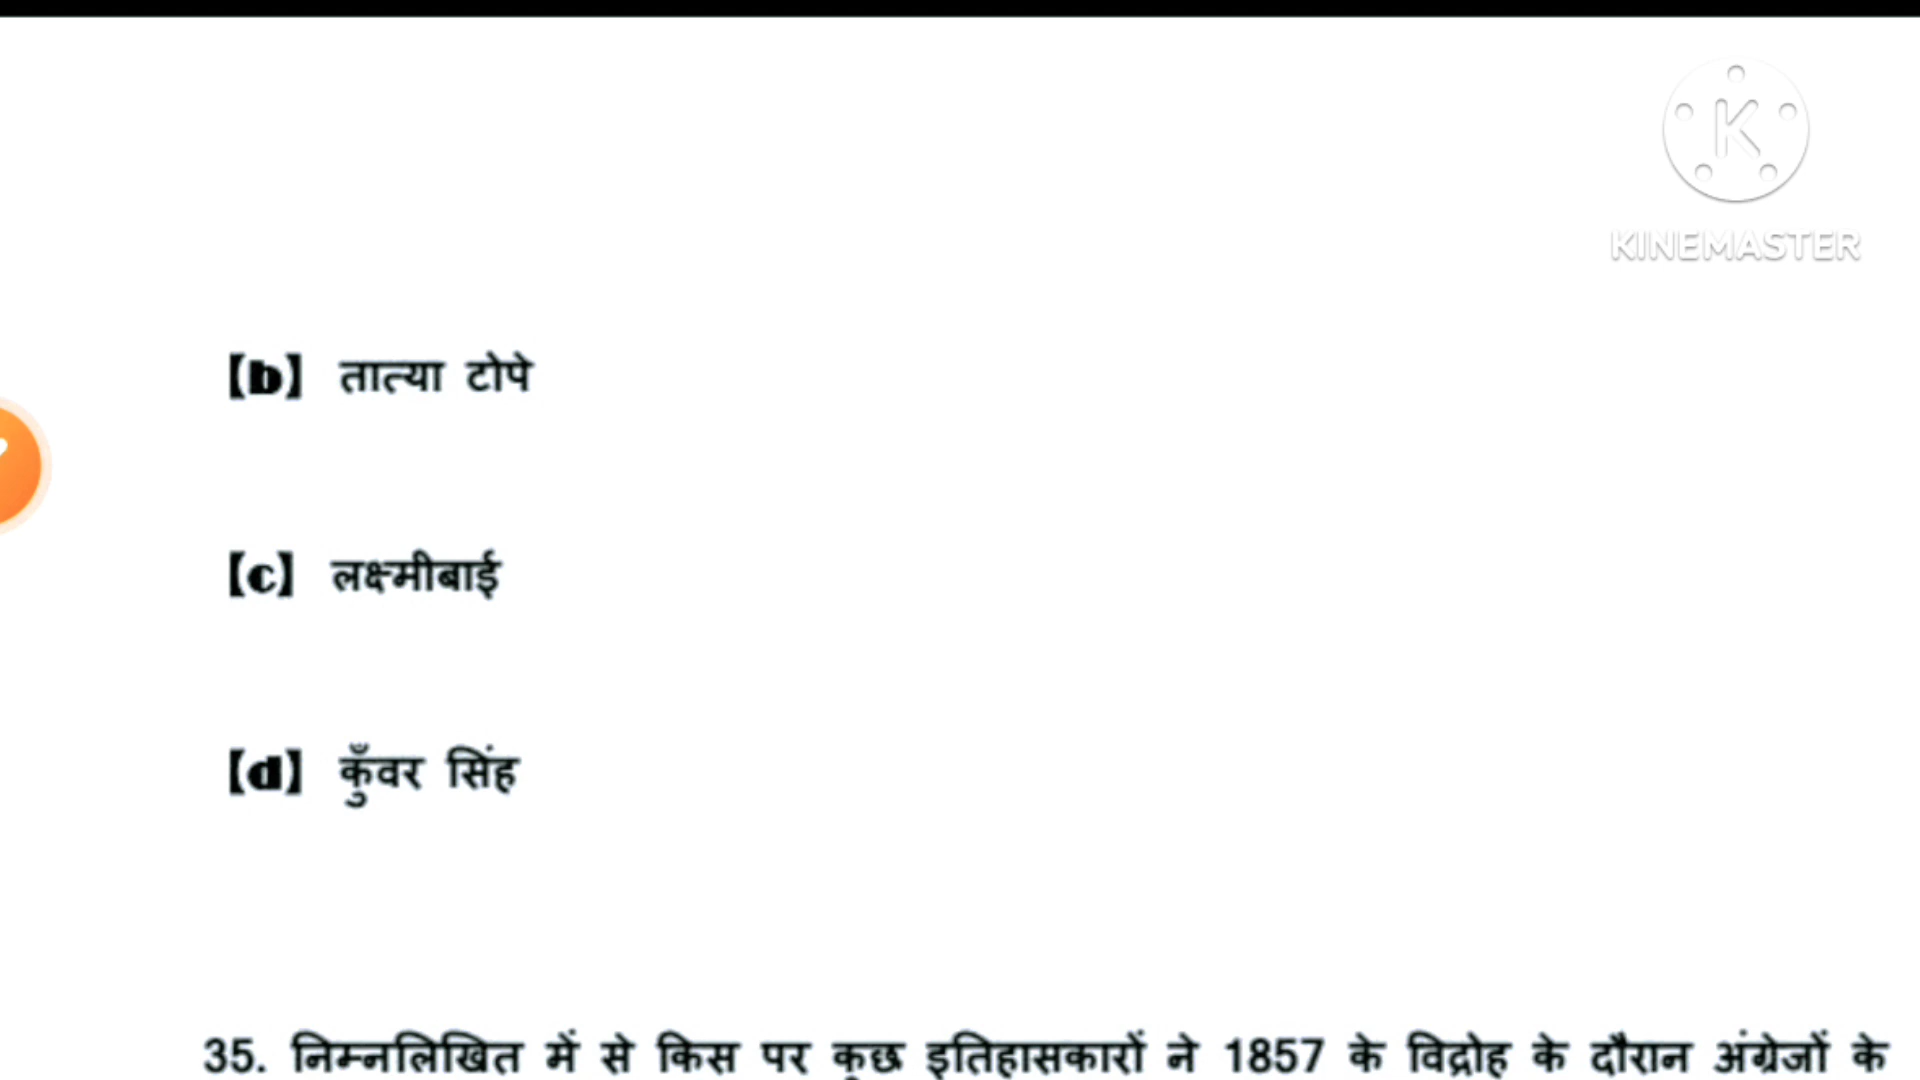 KINEMASTER
【b】 तात्या टोपे
【c】 लक्ष्मीबाई
【d】 कुँवर सिंह
35. निम्नलिखित में से किस पर कुछ इतिहासकारों ने 1857 के विद्रोह के दौरान अंग्रेजों के